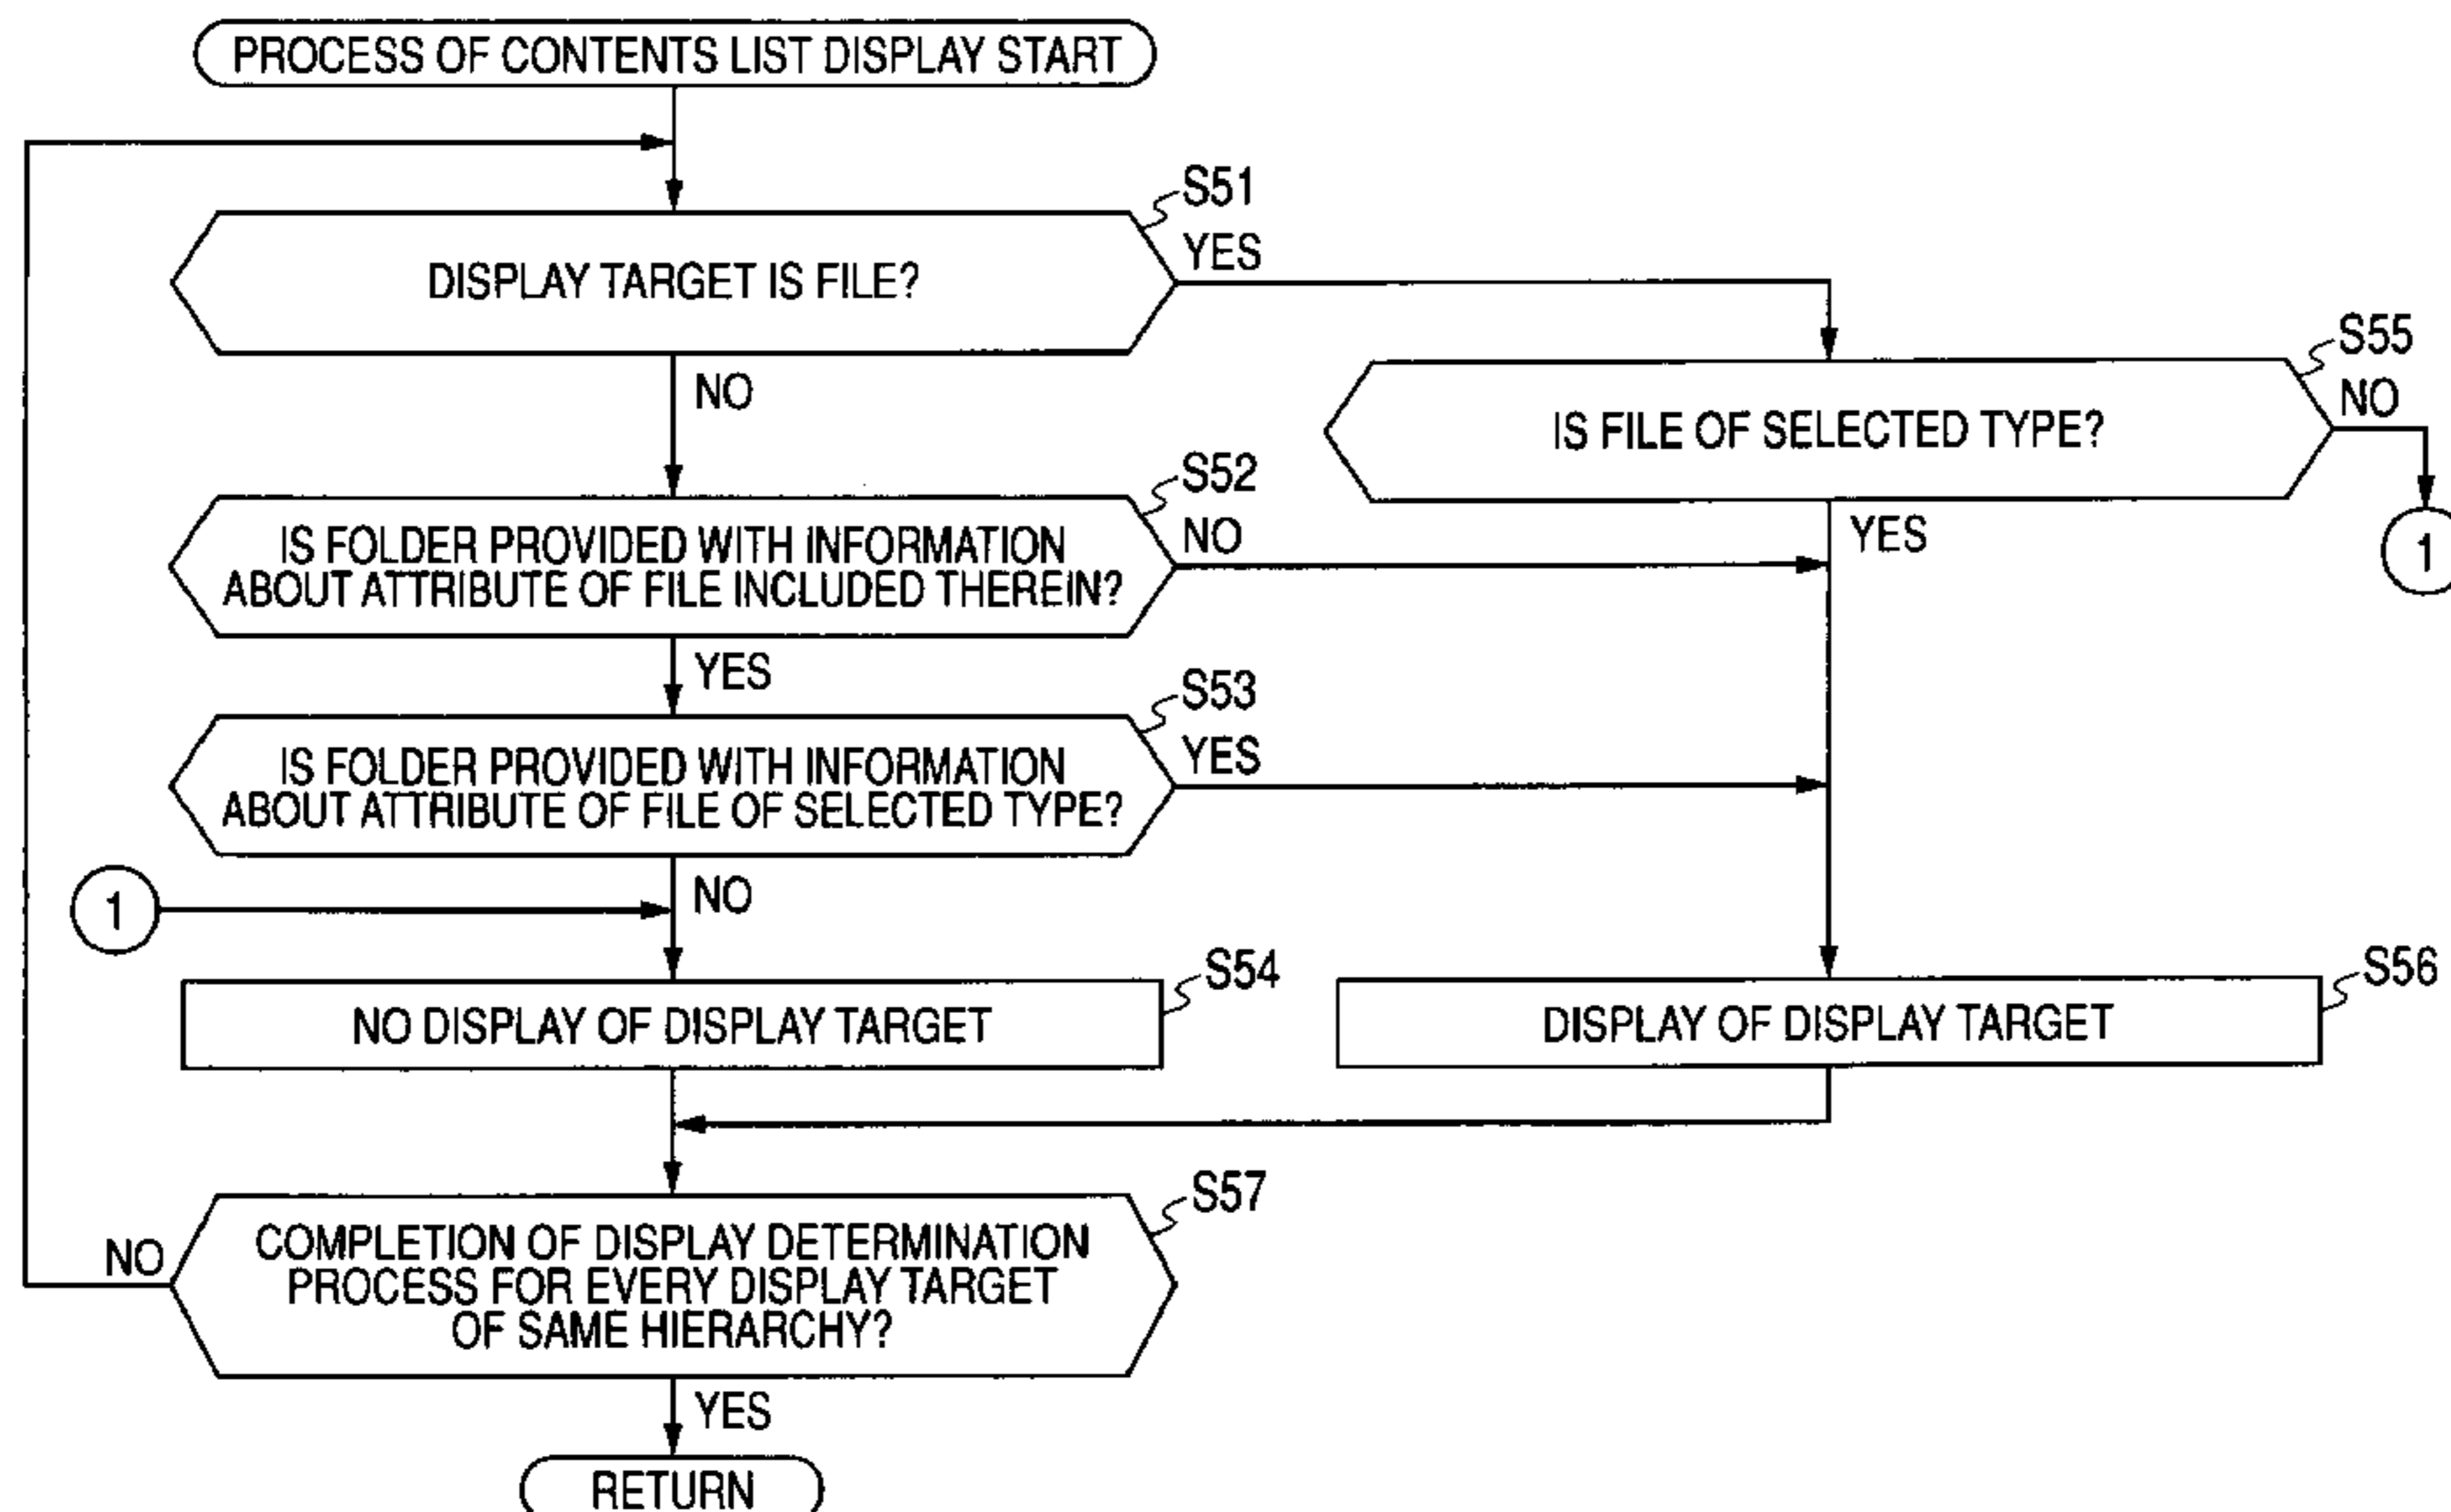 PROCESS OF CONTENTS LIST DISPLAY START
S51
YES
DISPLAY TARGET IS FILE?
NO
S55
NO
IS FILE OF SELECTED TYPE?
YES
1
S52
NO
IS FOLDER PROVIDED WITH INFORMATION
ABOUT ATTRIBUTE OF FILE INCLUDED THEREIN?
YES
S53
YES
IS FOLDER PROVIDED WITH INFORMATION
ABOUT ATTRIBUTE OF FILE OF SELECTED TYPE?
NO
1
S54
NO DISPLAY OF DISPLAY TARGET
S56
DISPLAY OF DISPLAY TARGET
S57
NO
COMPLETION OF DISPLAY DETERMINATION
PROCESS FOR EVERY DISPLAY TARGET
OF SAME HIERARCHY?
YES
RETURN